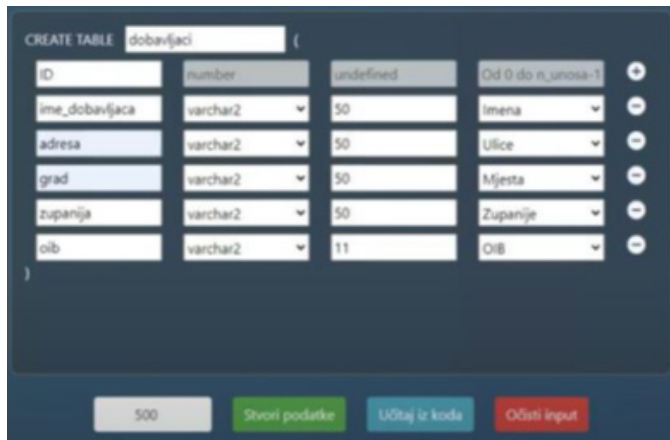 CREATE TABLE dobavljaci (
ID number undefined Od 0 do n_unosa-1
ime_dobavljaca varchar2 50 Imena
adresa varchar2 50 Ulice
grad varchar2 50 Mjesta
zupanija varchar2 50 Zupanije
oib varchar2 11 OIB
)
500 Stvori podatke Učitaj iz koda Očisti input